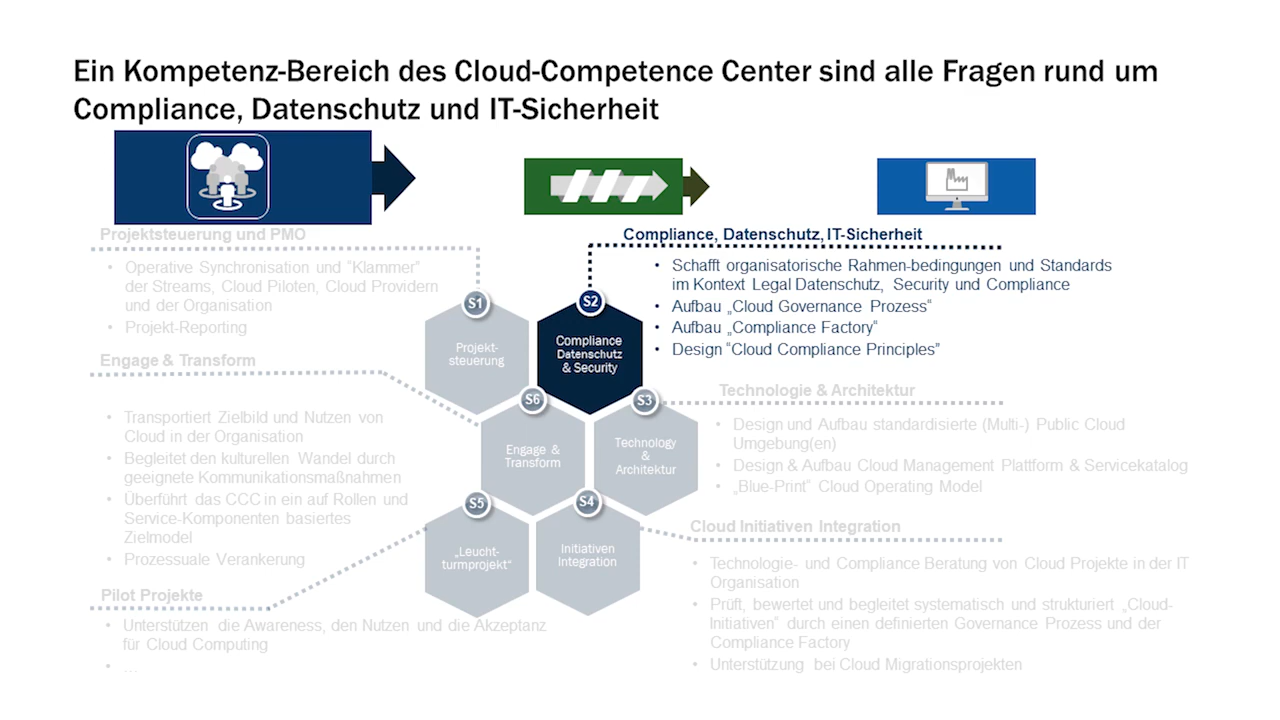 Ein Kompetenz-Bereich des Cloud-Competence Center sind alle Fragen rund um
Compliance, Datenschutz und IT-Sicherheit
Projektsteuerung und PMO
• Operative Synchronisation und "Klammer"
der Streams, Cloud Piloten, Cloud Providern
und der Organisation
• Projekt-Reporting
Engage & Transform
• Transportiert Zielbild und Nutzen von
Cloud in der Organisation
• Begleitet den kulturellen Wandel durch
geeignete Kommunikationsmaßnahmen
• Überführt das CCC in ein auf Rollen und
Service-Komponenten basiertes
Zielmodel
• Prozessuale Verankerung
Pilot Projekte
• Unterstützen die Awareness, den Nutzen und die Akzeptanz
für Cloud Computing
• ...
S1
Projekt-
steuerung
S2
Compliance
Datenschutz
& Security
S6
Engage &
Transform
S3
Technology
&
Architektur
S5
„Leucht-
turmprojekt“
S4
Initiativen
Integration
Compliance, Datenschutz, IT-Sicherheit
• Schafft organisatorische Rahmen-bedingungen und Standards
im Kontext Legal Datenschutz, Security und Compliance
• Aufbau „Cloud Governance Prozess“
• Aufbau „Compliance Factory“
• Design "Cloud Compliance Principles"
Technologie & Architektur
• Design und Aufbau standardisierte (Multi-) Public Cloud
Umgebung(en)
• Design & Aufbau Cloud Management Plattform & Servicekatalog
• „Blue-Print“ Cloud Operating Model
Cloud Initiativen Integration
• Technologie- und Compliance Beratung von Cloud Projekte in der IT
Organisation
• Prüft, bewertet und begleitet systematisch und strukturiert „Cloud-
Initiativen“ durch einen definierten Governance Prozess und der
Compliance Factory
• Unterstützung bei Cloud Migrationsprojekten